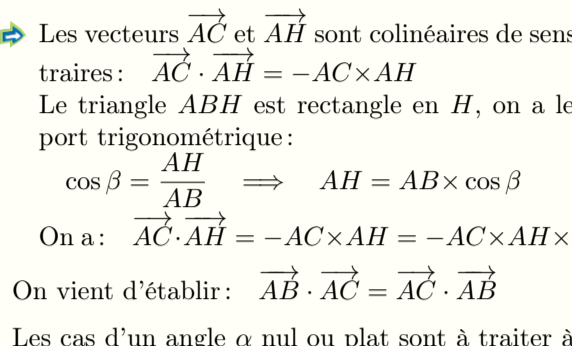 Les vecteurs $\overrightarrow{AC}$ et $\overrightarrow{AH}$ sont colinéaires de sens
traires : $\overrightarrow{AC} \cdot \overrightarrow{AH} = -AC \times AH$
Le triangle $ABH$ est rectangle en $H$, on a le
port trigonométrique :
$\cos \beta = \dfrac{AH}{AB} \implies AH = AB \times \cos \beta$
On a : $\overrightarrow{AC} \cdot \overrightarrow{AH} = -AC \times AH = -AC \times AH \times$
On vient d'établir : $\overrightarrow{AB} \cdot \overrightarrow{AC} = \overrightarrow{AC} \cdot \overrightarrow{AB}$
Les cas d'un angle $\alpha$ nul ou plat sont à traiter à